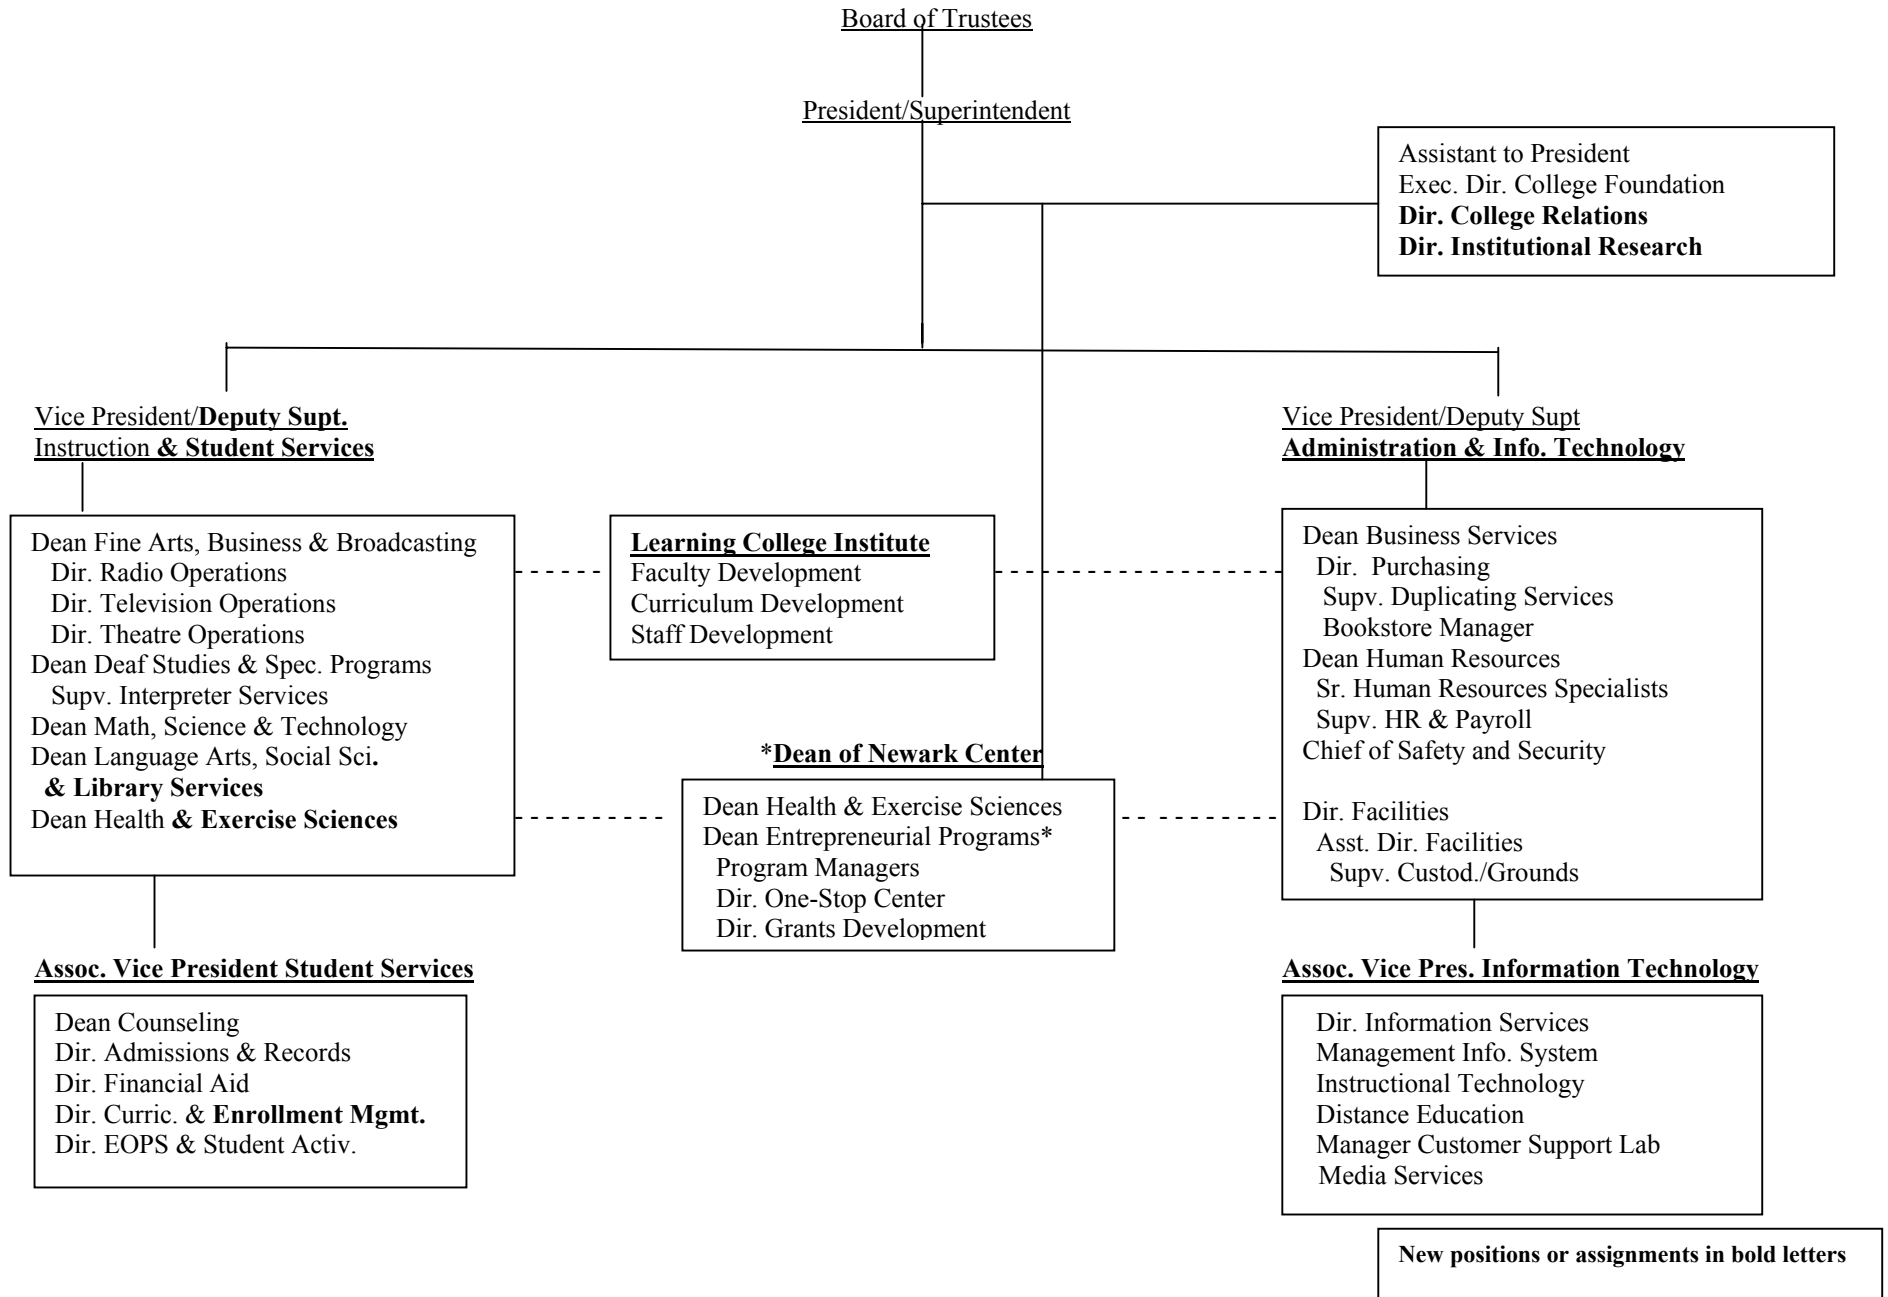 Board of Trustees
President/Superintendent
Assistant to President
Exec. Dir. College Foundation
Dir. College Relations
Dir. Institutional Research
Vice President/Deputy Supt.
Instruction & Student Services
Vice President/Deputy Supt
Administration & Info. Technology
Dean Fine Arts, Business & Broadcasting
Dir. Radio Operations
Dir. Television Operations
Dir. Theatre Operations
Dean Deaf Studies & Spec. Programs
Supv. Interpreter Services
Dean Math, Science & Technology
Dean Language Arts, Social Sci.
& Library Services
Dean Health & Exercise Sciences
Learning College Institute
Faculty Development
Curriculum Development
Staff Development
Dean Business Services
Dir. Purchasing
Supv. Duplicating Services
Bookstore Manager
Dean Human Resources
Sr. Human Resources Specialists
Supv. HR & Payroll
Chief of Safety and Security
Dir. Facilities
Asst. Dir. Facilities
Supv. Custod./Grounds
*Dean of Newark Center
Dean Health & Exercise Sciences
Dean Entrepreneurial Programs*
Program Managers
Dir. One-Stop Center
Dir. Grants Development
Assoc. Vice President Student Services
Dean Counseling
Dir. Admissions & Records
Dir. Financial Aid
Dir. Curric. & Enrollment Mgmt.
Dir. EOPS & Student Activ.
Assoc. Vice Pres. Information Technology
Dir. Information Services
Management Info. System
Instructional Technology
Distance Education
Manager Customer Support Lab
Media Services
New positions or assignments in bold letters